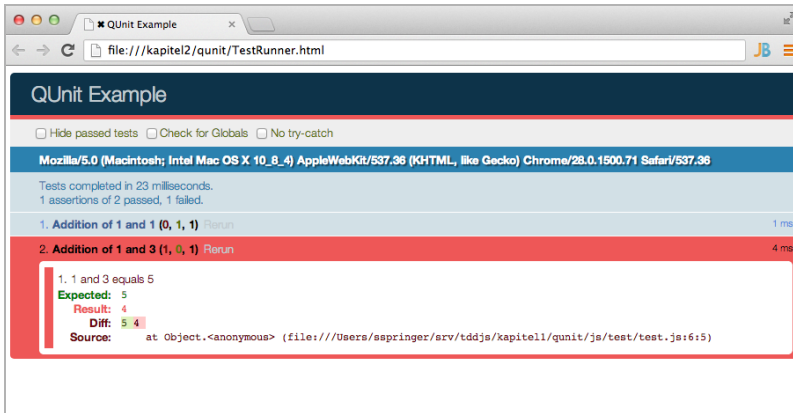 ✖ QUnit Example ×
file:///kapitel2/qunit/TestRunner.html
JB
QUnit Example
Hide passed tests Check for Globals No try-catch
Mozilla/5.0 (Macintosh; Intel Mac OS X 10_8_4) AppleWebKit/537.36 (KHTML, like Gecko) Chrome/28.0.1500.71 Safari/537.36
Tests completed in 23 milliseconds.
1 assertions of 2 passed, 1 failed.
1. Addition of 1 and 1 (0, 1, 1) Rerun 1 ms
2. Addition of 1 and 3 (1, 0, 1) Rerun 4 ms
1. 1 and 3 equals 5
Expected: 5
Result: 4
Diff: 5 4
Source: at Object.<anonymous> (file:///Users/sspringer/srv/tddjs/kapitel1/qunit/js/test/test.js:6:5)